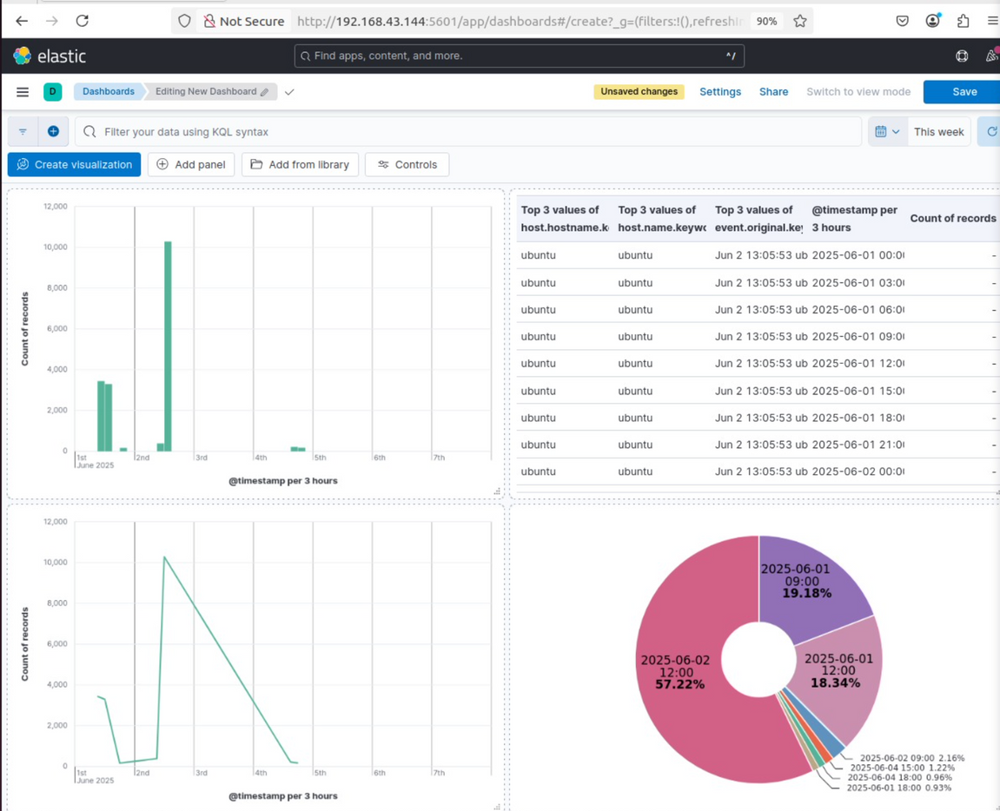 Not Secure http://192.168.43.144:5601/app/dashboards#/create?_g=(filters:!(),refreshIn 90%
elastic
Find apps, content, and more. ^/
D Dashboards Editing New Dashboard Unsaved changes Settings Share Switch to view mode Save
Filter your data using KQL syntax This week
Create visualization Add panel Add from library Controls
12,000
10,000
8,000
6,000
4,000
2,000
0
Count of records
1st 2nd 3rd 4th 5th 6th 7th
June 2025
@timestamp per 3 hours
Top 3 values of Top 3 values of Top 3 values of @timestamp per Count of records
host.hostname.k host.name.keywo event.original.key 3 hours
ubuntu ubuntu Jun 2 13:05:53 ub 2025-06-01 00:00 -
ubuntu ubuntu Jun 2 13:05:53 ub 2025-06-01 03:00 -
ubuntu ubuntu Jun 2 13:05:53 ub 2025-06-01 06:00 -
ubuntu ubuntu Jun 2 13:05:53 ub 2025-06-01 09:00 -
ubuntu ubuntu Jun 2 13:05:53 ub 2025-06-01 12:00 -
ubuntu ubuntu Jun 2 13:05:53 ub 2025-06-01 15:00 -
ubuntu ubuntu Jun 2 13:05:53 ub 2025-06-01 18:00 -
ubuntu ubuntu Jun 2 13:05:53 ub 2025-06-01 21:00 -
ubuntu ubuntu Jun 2 13:05:53 ub 2025-06-02 00:00 -
12,000
10,000
8,000
6,000
4,000
2,000
0
Count of records
1st 2nd 3rd 4th 5th 6th 7th
June 2025
@timestamp per 3 hours
2025-06-01
09:00
19.18%
2025-06-01
12:00
18.34%
2025-06-02
12:00
57.22%
2025-06-02 09:00 2.16%
2025-06-04 15:00 1.22%
2025-06-04 18:00 0.96%
2025-06-01 18:00 0.93%